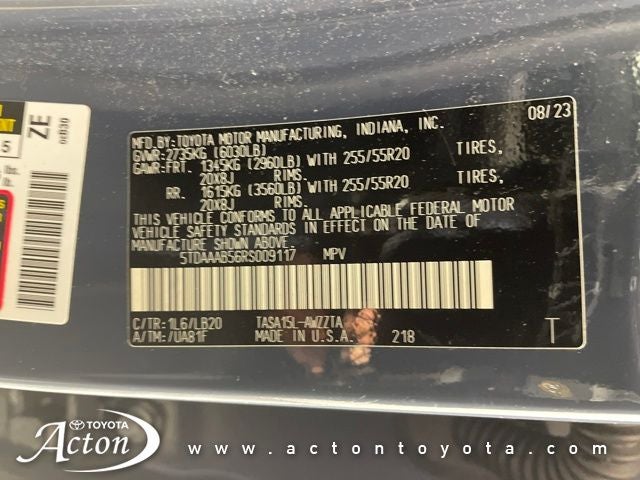 08/23
MFD.BY:TOYOTA MOTOR MANUFACTURING, INDIANA, INC.
GVWR:2735KG (6030LB)
GAWR:FRT. 1345KG (2960LB) WITH 255/55R20 TIRES,
20X8J RIMS.
RR. 1615KG (3560LB) WITH 255/55R20 TIRES,
20X8J RIMS.
THIS VEHICLE CONFORMS TO ALL APPLICABLE FEDERAL MOTOR
VEHICLE SAFETY STANDARDS IN EFFECT ON THE DATE OF
MANUFACTURE SHOWN ABOVE.
5TDAAAB56RS009117 MPV
C/TR:1L6/LB20 TASA15L-AWZZTA
A/TM:/UA81F MADE IN U.S.A. 218 T
ZE
5
lbs.
lb.
TOYOTA
Acton
www.actontoyota.com